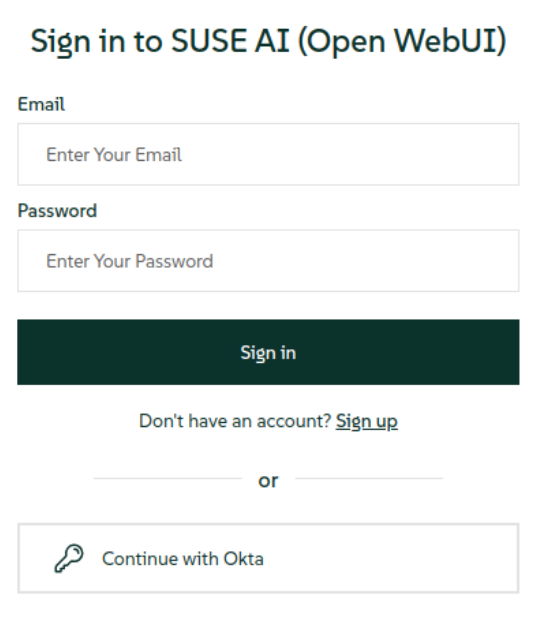 Sign in to SUSE AI (Open WebUI)
Email
Enter Your Email
Password
Enter Your Password
Sign in
Don't have an account? Sign up
or
Continue with Okta